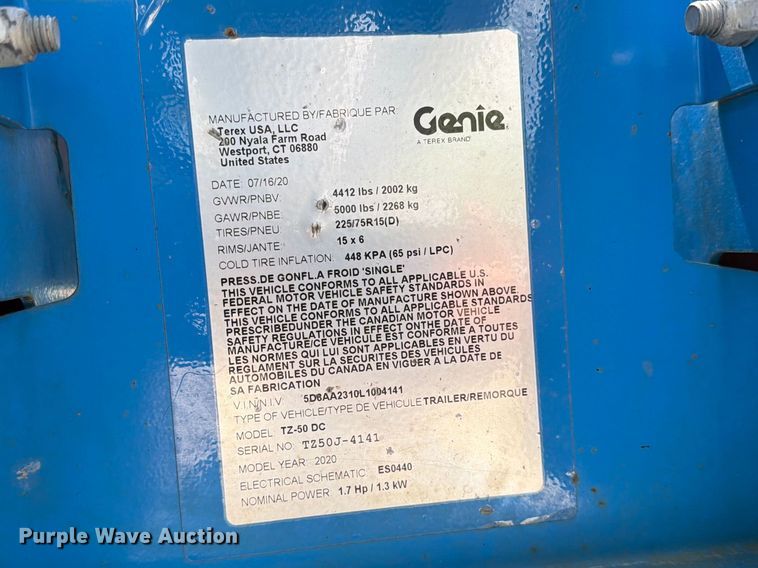 MANUFACTURED BY/FABRIQUE PAR:
Terex USA, LLC
200 Nyala Farm Road
Westport, CT 06880
United States
Genie
A TEREX BRAND
DATE: 07/16/20
GVWR/PNBV: 4412 lbs / 2002 kg
GAWR/PNBE: 5000 lbs / 2268 kg
TIRES/PNEU: 225/75R15(D)
RIMS/JANTE: 15 x 6
COLD TIRE INFLATION: 448 KPA (65 psi / LPC)
PRESS.DE GONFL.A FROID 'SINGLE'
THIS VEHICLE CONFORMS TO ALL APPLICABLE U.S.
FEDERAL MOTOR VEHICLE SAFETY STANDARDS IN
EFFECT ON THE DATE OF MANUFACTURE SHOWN ABOVE.
THIS VEHICLE CONFORMS TO ALL APPLICABLE STANDARDS
PRESCRIBEDUNDER THE CANADIAN MOTOR VEHICLE
SAFETY REGULATIONS IN EFFECT ONTHE DATE OF
MANUFACTURE/CE VEHICULE EST CONFORME A TOUTES
LES NORMES QUI LUI SONT APPLICABLES EN VERTU DU
REGLAMENT SUR LA SECURITES DES VEHICULES
AUTOMOBILES DU CANADA EN VIGUER A LA DATE DE
SA FABRICATION
V.I.N./N.I.V. 5D8AA2310L1004141
TYPE OF VEHICLE/TYPE DE VEHICULE TRAILER/REMORQUE
MODEL: TZ-50 DC
SERIAL NO: TZ50J-4141
MODEL YEAR: 2020
ELECTRICAL SCHEMATIC: ES0440
NOMINAL POWER: 1.7 Hp / 1.3 kW
Purple Wave Auction